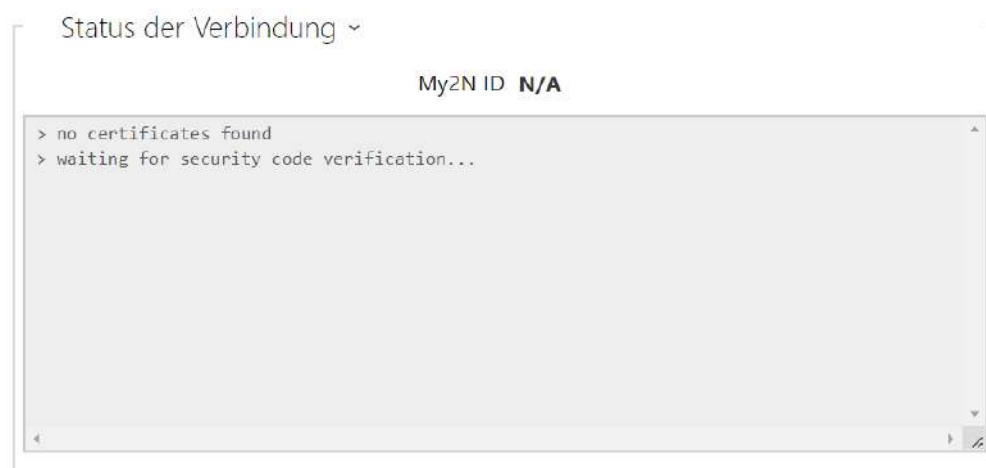 Status der Verbindung
My2N ID N/A
> no certificates found
> waiting for security code verification...